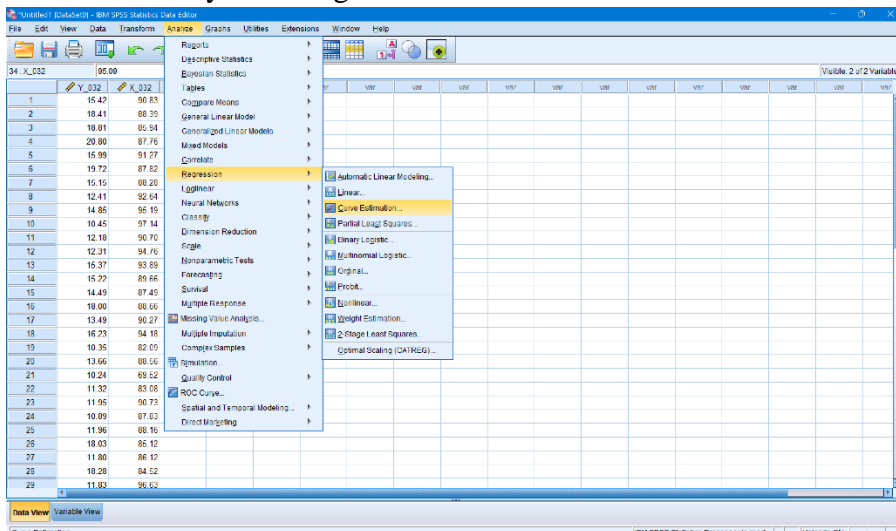 *Untitled1 [DataSet0] - IBM SPSS Statistics Data Editor
File Edit View Data Transform Analyze Graphs Utilities Extensions Window Help
34 : X_032 95.09 Visible: 2 of 2 Variable
Y_032 X_032 var var var var var var var var var var
1 15.42 90.83
2 18.41 88.39
3 18.81 85.94
4 20.80 87.76
5 15.99 91.27
6 19.72 87.82
7 15.15 88.28
8 12.41 92.64
9 14.85 95.19
10 10.45 97.14
11 12.18 90.70
12 12.31 94.76
13 15.37 93.89
14 15.22 89.66
15 14.49 87.49
16 18.00 88.66
17 13.49 90.27
18 16.23 94.18
19 10.35 82.09
20 13.66 88.56
21 10.24 69.52
22 11.32 83.08
23 11.95 90.73
24 10.89 87.83
25 11.96 88.16
26 18.03 85.12
27 11.80 86.12
28 18.28 84.52
29 11.83 96.63
Reports
Descriptive Statistics
Bayesian Statistics
Tables
Compare Means
General Linear Model
Generalized Linear Models
Mixed Models
Correlate
Regression
Loglinear
Neural Networks
Classify
Dimension Reduction
Scale
Nonparametric Tests
Forecasting
Survival
Multiple Response
Missing Value Analysis...
Multiple Imputation
Complex Samples
Simulation...
Quality Control
ROC Curve...
Spatial and Temporal Modeling...
Direct Marketing
Automatic Linear Modeling...
Linear...
Curve Estimation...
Partial Least Squares...
Binary Logistic...
Multinomial Logistic...
Ordinal...
Probit...
Nonlinear...
Weight Estimation...
2-Stage Least Squares...
Optimal Scaling (CATREG)...
Data View Variable View